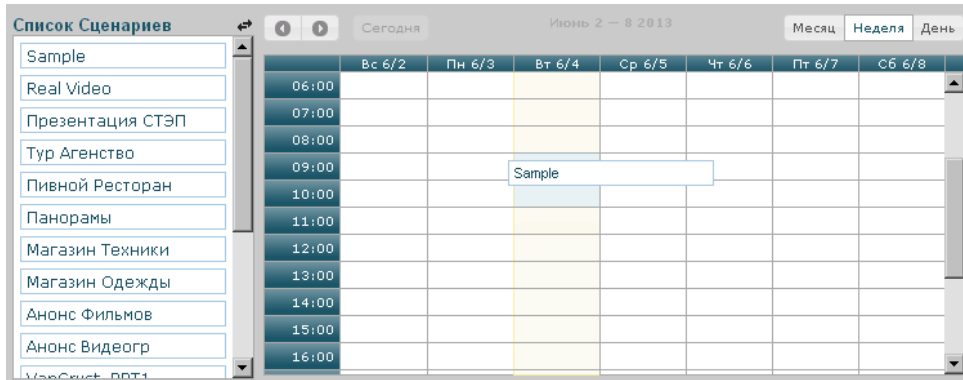 Список Сценариев
Sample
Real Video
Презентация СТЭП
Тур Агенство
Пивной Ресторан
Панорамы
Магазин Техники
Магазин Одежды
Анонс Фильмов
Анонс Видеогр
Сегодня
Июнь 2 — 8 2013
Месяц Неделя День
Вс 6/2 Пн 6/3 Вт 6/4 Ср 6/5 Чт 6/6 Пт 6/7 Сб 6/8
06:00
07:00
08:00
09:00
Sample
10:00
11:00
12:00
13:00
14:00
15:00
16:00